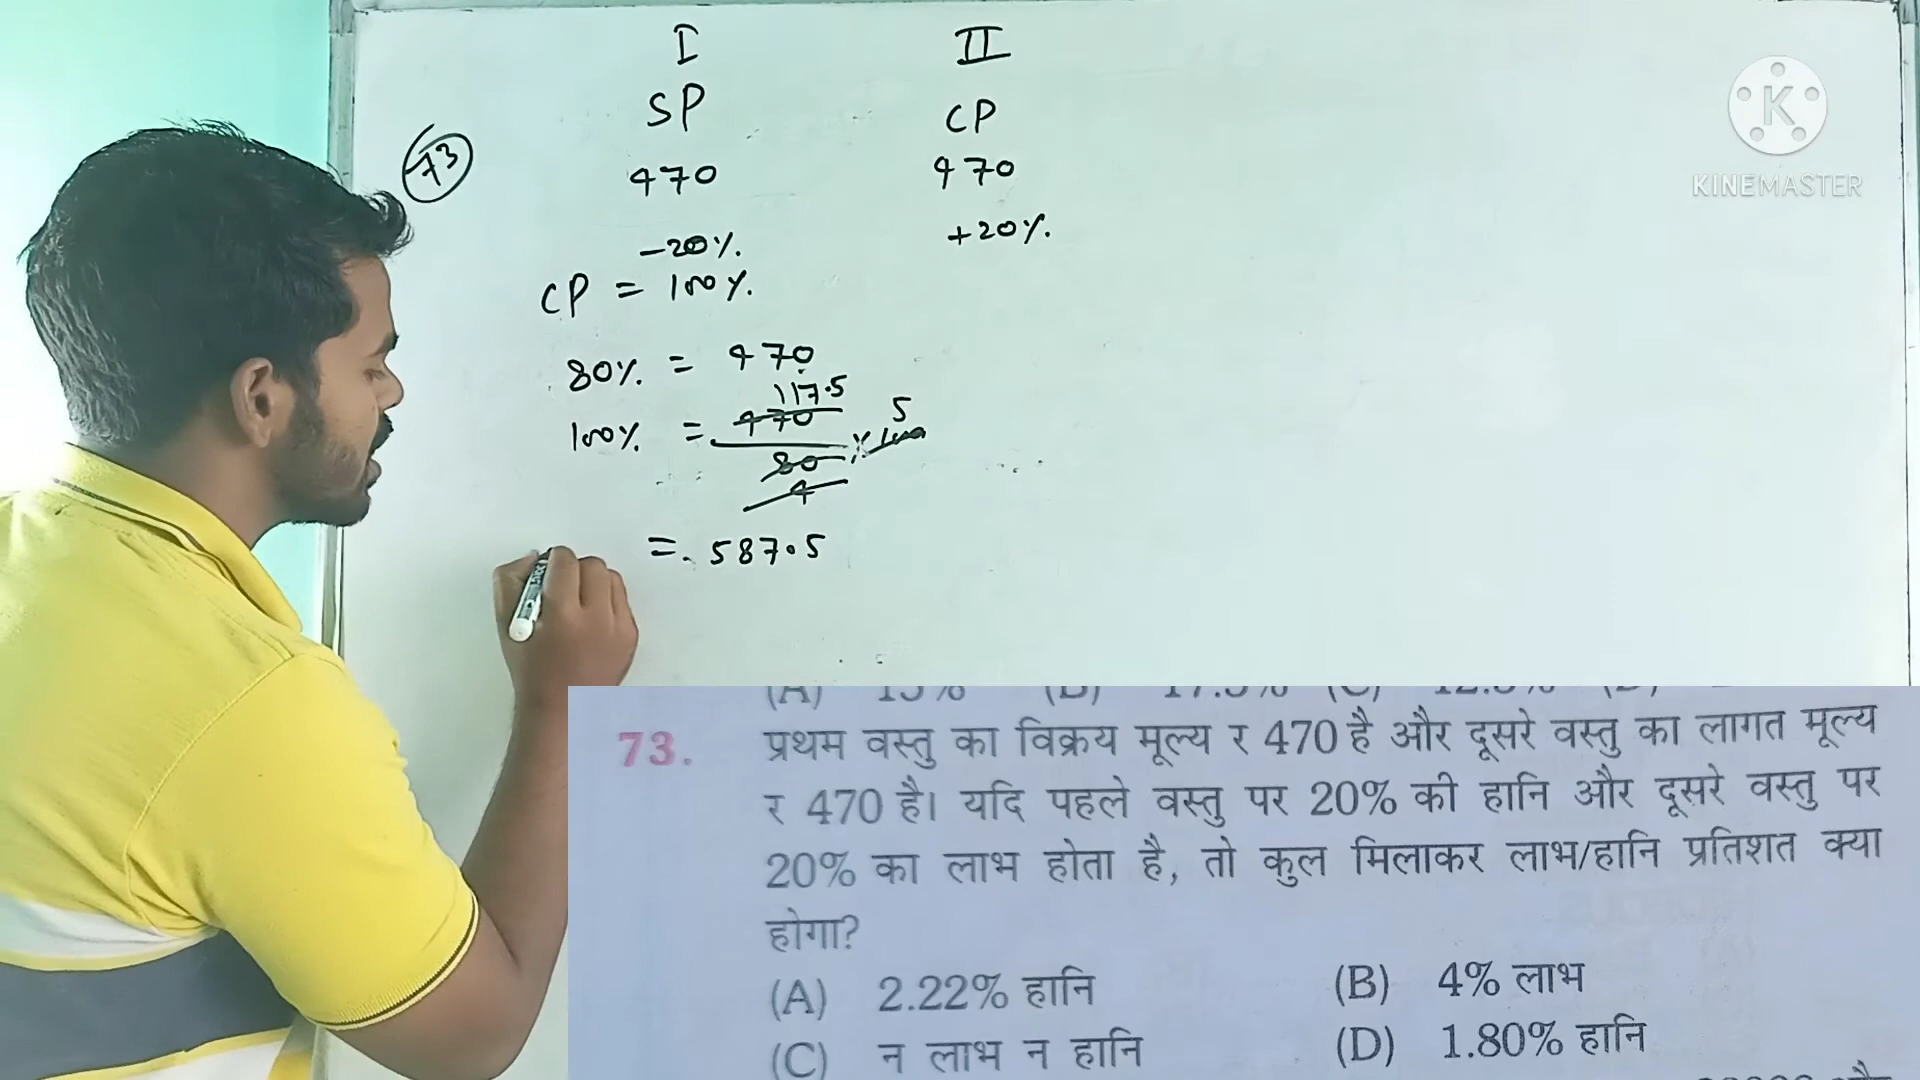 I II
SP CP
73
470 470
-20%. +20%.
CP = 100%.
80%. = 470
117.5
100%. = 470 × 100 5
80
4
= 587.5
KINEMASTER
73. प्रथम वस्तु का विक्रय मूल्य र 470 है और दूसरे वस्तु का लागत मूल्य
र 470 है। यदि पहले वस्तु पर 20% की हानि और दूसरे वस्तु पर
20% का लाभ होता है, तो कुल मिलाकर लाभ/हानि प्रतिशत क्या
होगा?
(A) 2.22% हानि (B) 4% लाभ
(C) न लाभ न हानि (D) 1.80% हानि